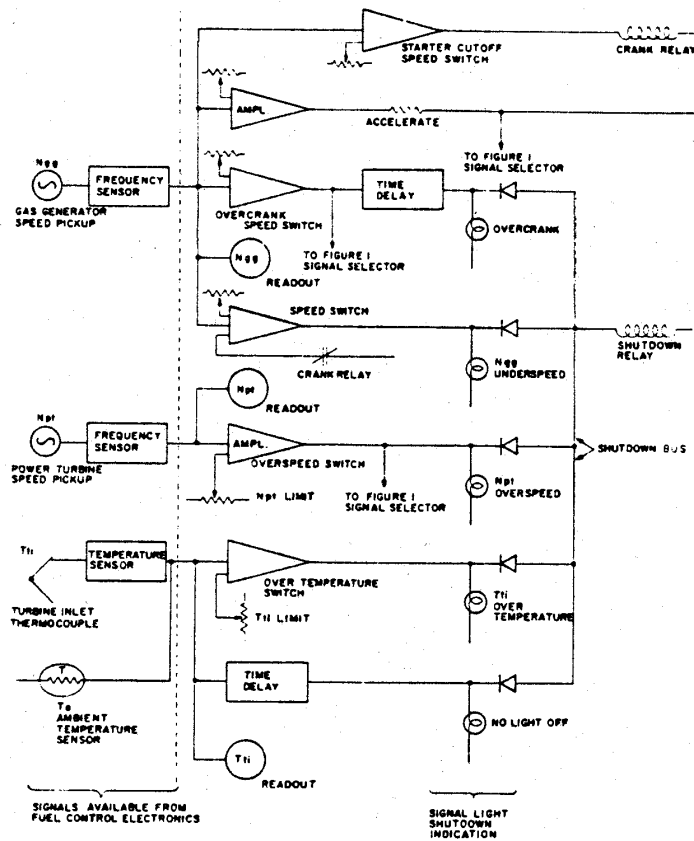 STARTER CUTOFF
SPEED SWITCH
CRANK RELAY
AMPL
ACCELERATE
TO FIGURE I
SIGNAL SELECTOR
Ngg
FREQUENCY
SENSOR
GAS GENERATOR
SPEED PICKUP
OVERCRANK
SPEED SWITCH
TIME
DELAY
OVERCRANK
TO FIGURE I
SIGNAL SELECTOR
Ngg
READOUT
SPEED SWITCH
CRANK RELAY
Ngg
UNDERSPEED
SHUTDOWN
RELAY
Npt
READOUT
Npt
FREQUENCY
SENSOR
POWER TURBINE
SPEED PICKUP
AMPL.
OVERSPEED SWITCH
Npt LIMIT
TO FIGURE I
SIGNAL SELECTOR
Npt
OVERSPEED
SHUTDOWN BUS
Tti
TEMPERATURE
SENSOR
TURBINE INLET
THERMOCOUPLE
OVER TEMPERATURE
SWITCH
Tti LIMIT
Tti
OVER
TEMPERATURE
T
Ta
AMBIENT
TEMPERATURE
SENSOR
TIME
DELAY
NO LIGHT OFF
Tti
READOUT
SIGNALS AVAILABLE FROM
FUEL CONTROL ELECTRONICS
SIGNAL LIGHT
SHUTDOWN
INDICATION